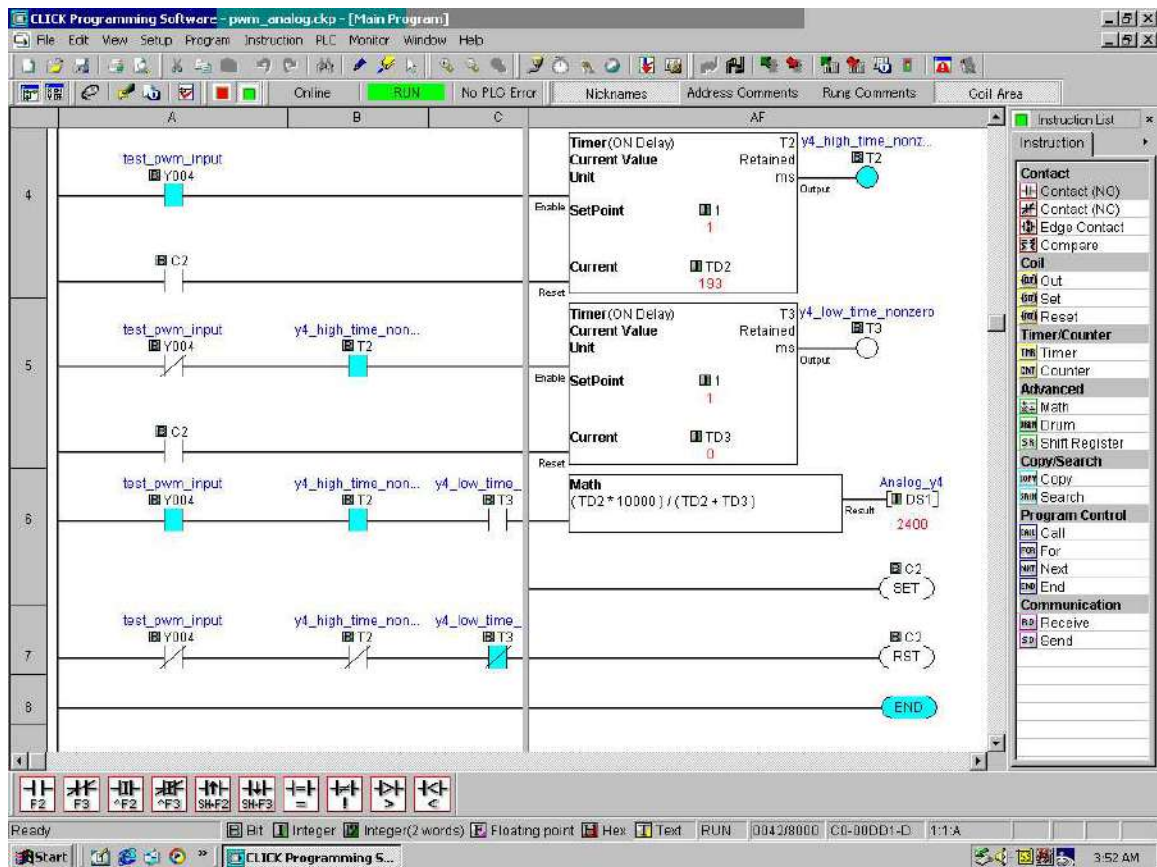 CLICK Programming Software - pwm_analog.ckp - [Main Program]
File Edit View Setup Program Instruction PLC Monitor Window Help
Online RUN No PLC Error Nicknames Address Comments Rung Comments Coil Area
A B C AF
4
test_pwm_input
Y004
Timer (ON Delay) T2
Current Value Retained
Unit ms
y4_high_time_nonz...
T2
Output
Enable SetPoint 1
1
C2
Current TD2
193
Reset
5
test_pwm_input y4_high_time_non...
Y004 T2
Timer (ON Delay) T3
Current Value Retained
Unit ms
y4_low_time_nonzero
T3
Output
Enable SetPoint 1
1
C2
Current TD3
0
Reset
6
test_pwm_input y4_high_time_non... y4_low_time_
Y004 T2 T3
Math
( TD2 * 10000 ) / ( TD2 + TD3 )
Analog_y4
DS1
Result
2400
C2
SET
7
test_pwm_input y4_high_time_non... y4_low_time_
Y004 T2 T3
C2
RST
8
END
Instruction List
Instruction
Contact
Contact (NO)
Contact (NC)
Edge Contact
Compare
Coil
Out
Set
Reset
Timer/Counter
Timer
Counter
Advanced
Math
Drum
Shift Register
Copy/Search
Copy
Search
Program Control
Call
For
Next
End
Communication
Receive
Send
F2 F3 ^F2 ^F3 SH-F2 SH-F3 = ! > <
Ready B Bit I Integer Integer(2 words) F Floating point H Hex T Text RUN 0042/8000 C0-00DD1-D 1:1:A
Start » CLICK Programming S... 3:52 AM